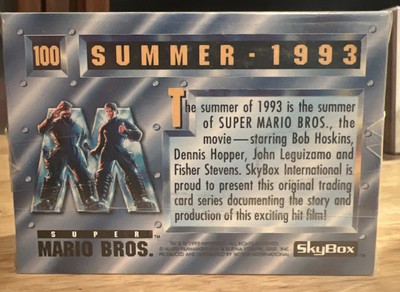 100
SUMMER - 1993
The summer of 1993 is the summer
of SUPER MARIO BROS., the
movie—starring Bob Hoskins,
Dennis Hopper, John Leguizamo and
Fisher Stevens. SkyBox International is
proud to present this original trading
card series documenting the story and
production of this exciting hit film!
M
SUPER
MARIO BROS.™
SkyBox